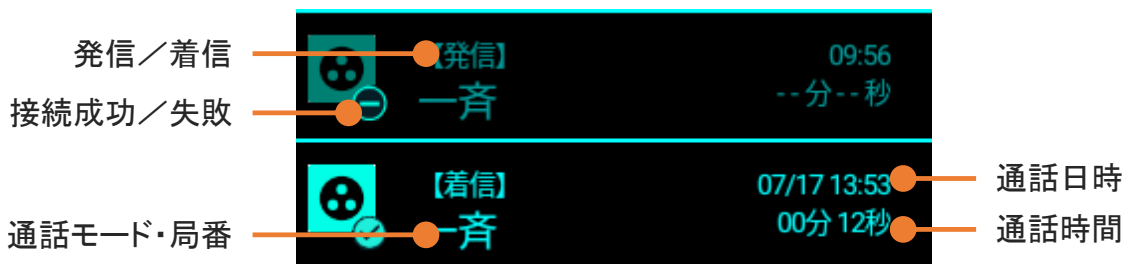 発信／着信
接続成功／失敗
通話モード・局番
【発信】
一斉
09:56
--分--秒
【着信】
一斉
07/17 13:53
00分 12秒
通話日時
通話時間